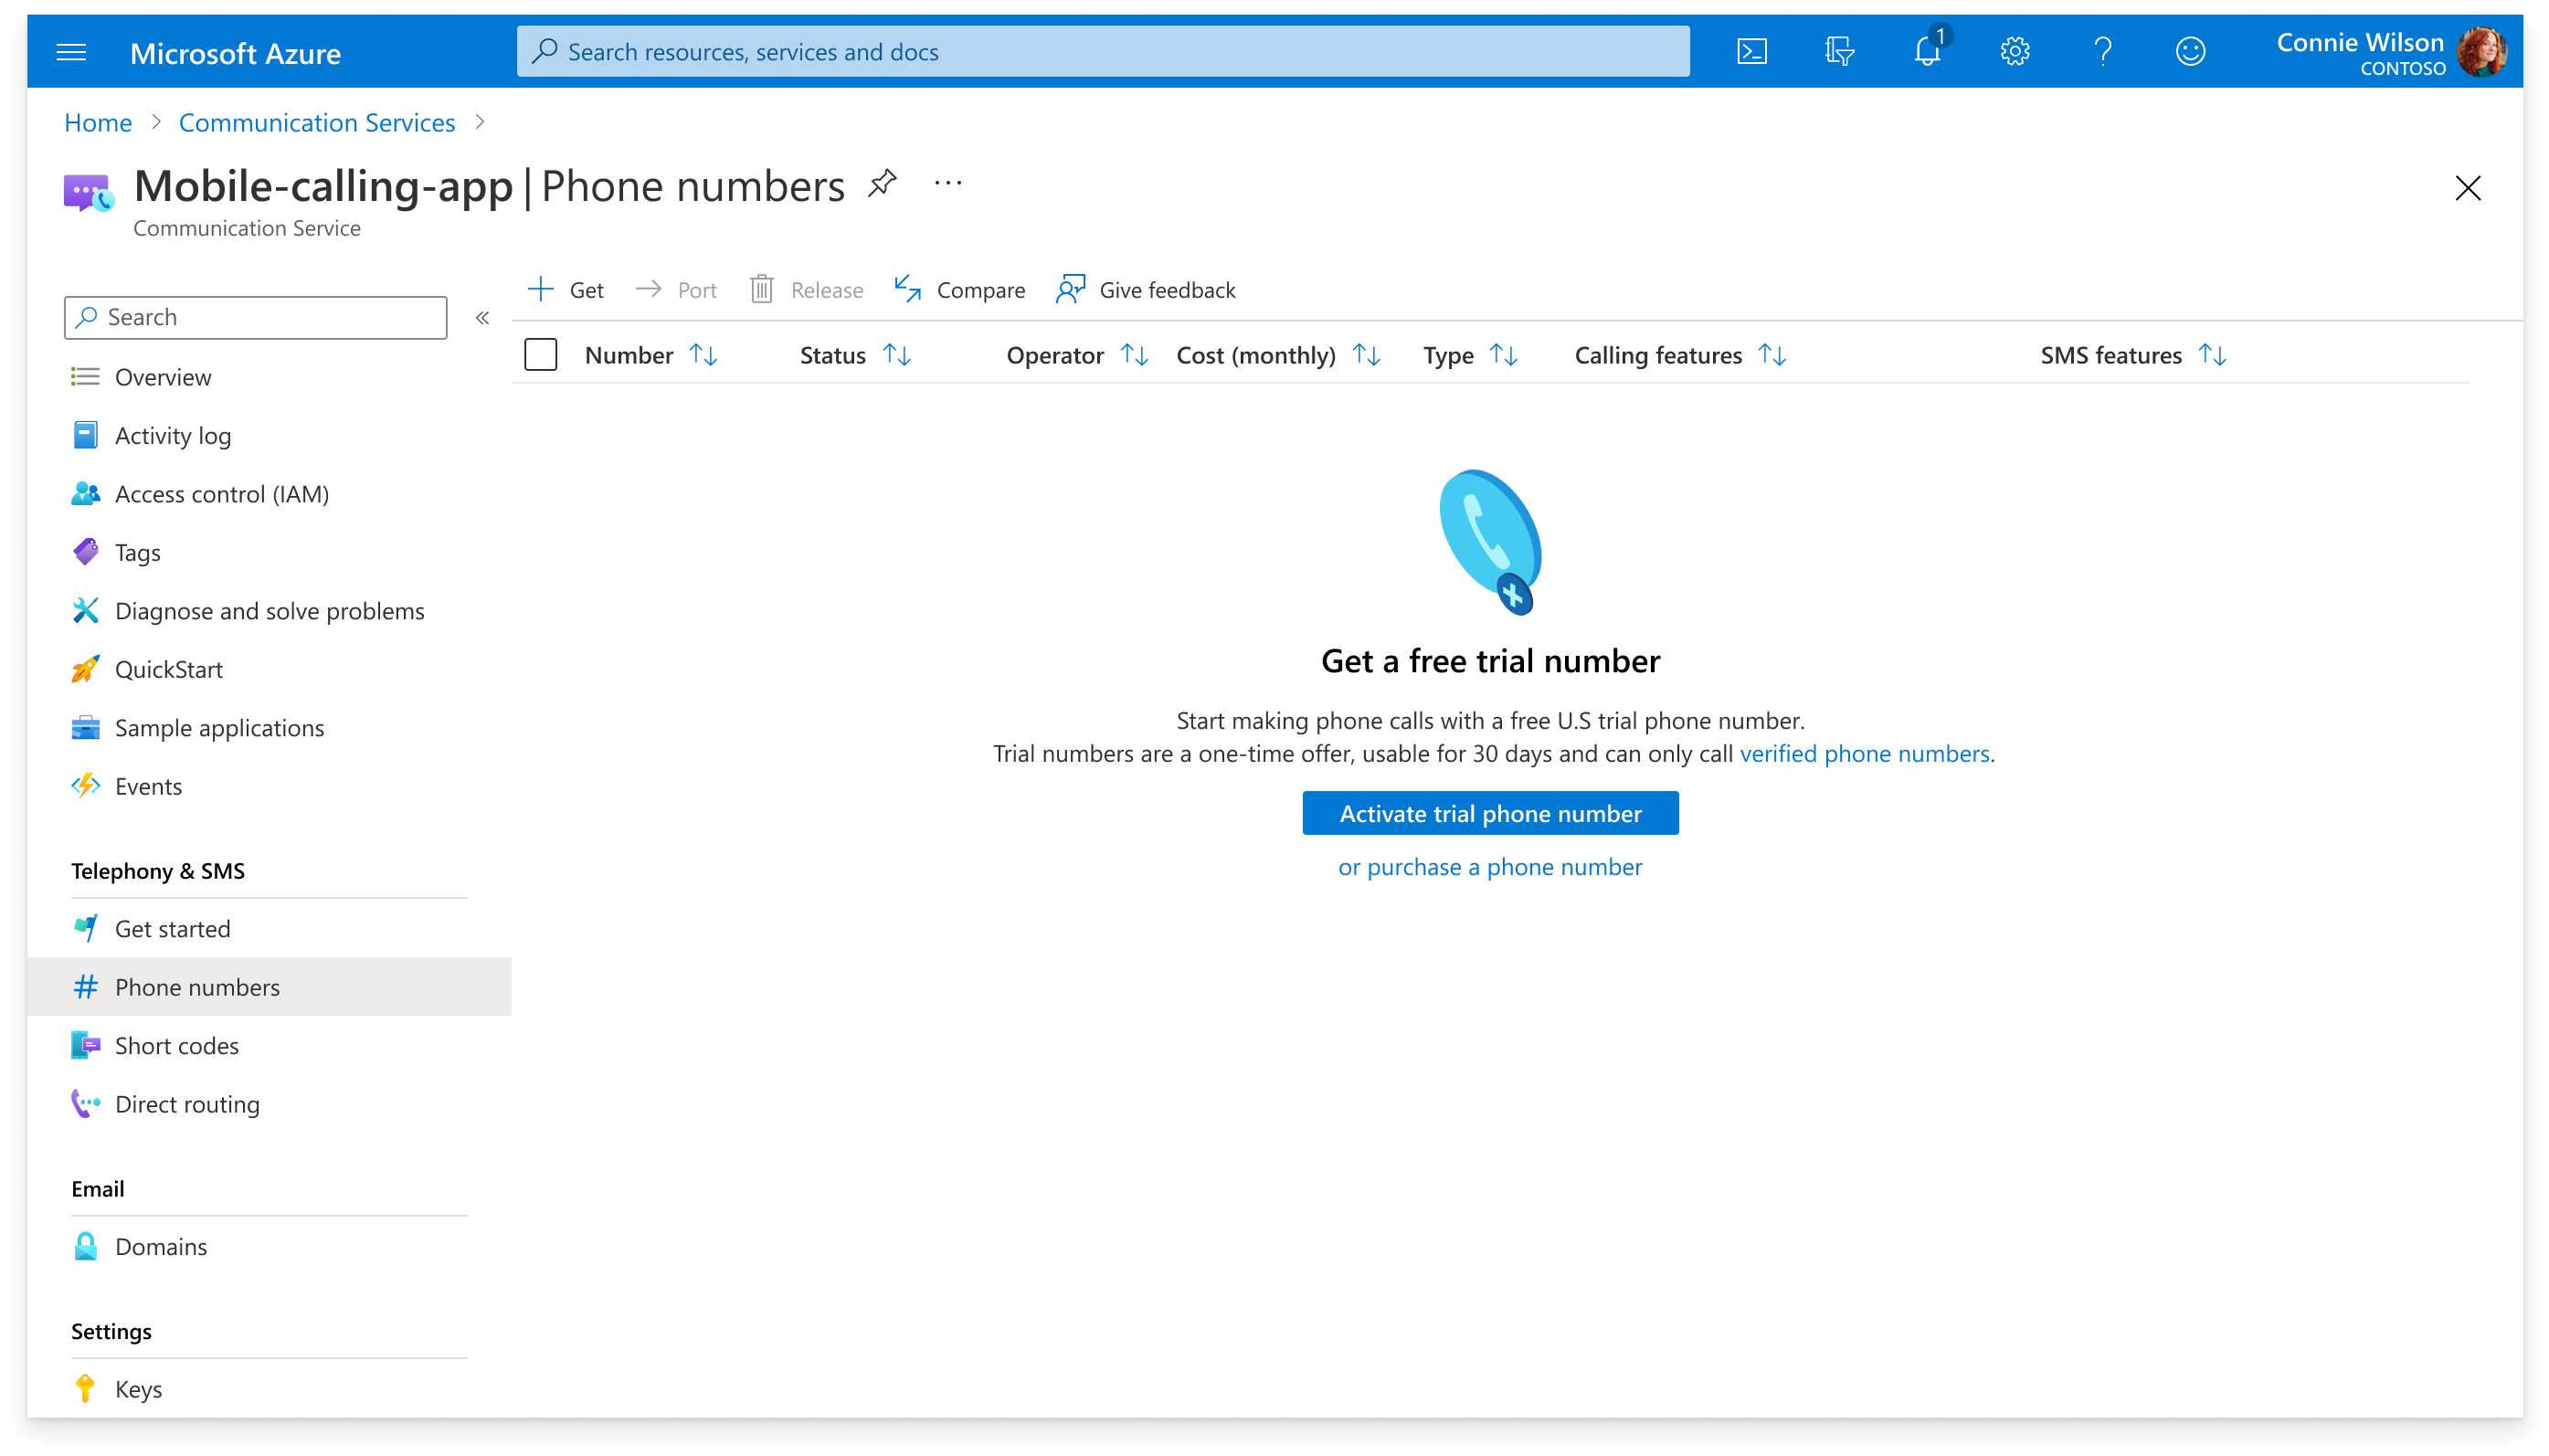 Microsoft Azure
Search resources, services and docs
1
Connie Wilson
CONTOSO
Home > Communication Services >
Mobile-calling-app | Phone numbers ...
Communication Service
Search «
Get Port Release Compare Give feedback
Number Status Operator Cost (monthly) Type Calling features SMS features
Overview
Activity log
Access control (IAM)
Tags
Diagnose and solve problems
QuickStart
Sample applications
Events
Telephony & SMS
Get started
# Phone numbers
Short codes
Direct routing
Email
Domains
Settings
Keys
Get a free trial number
Start making phone calls with a free U.S trial phone number.
Trial numbers are a one-time offer, usable for 30 days and can only call verified phone numbers.
Activate trial phone number
or purchase a phone number